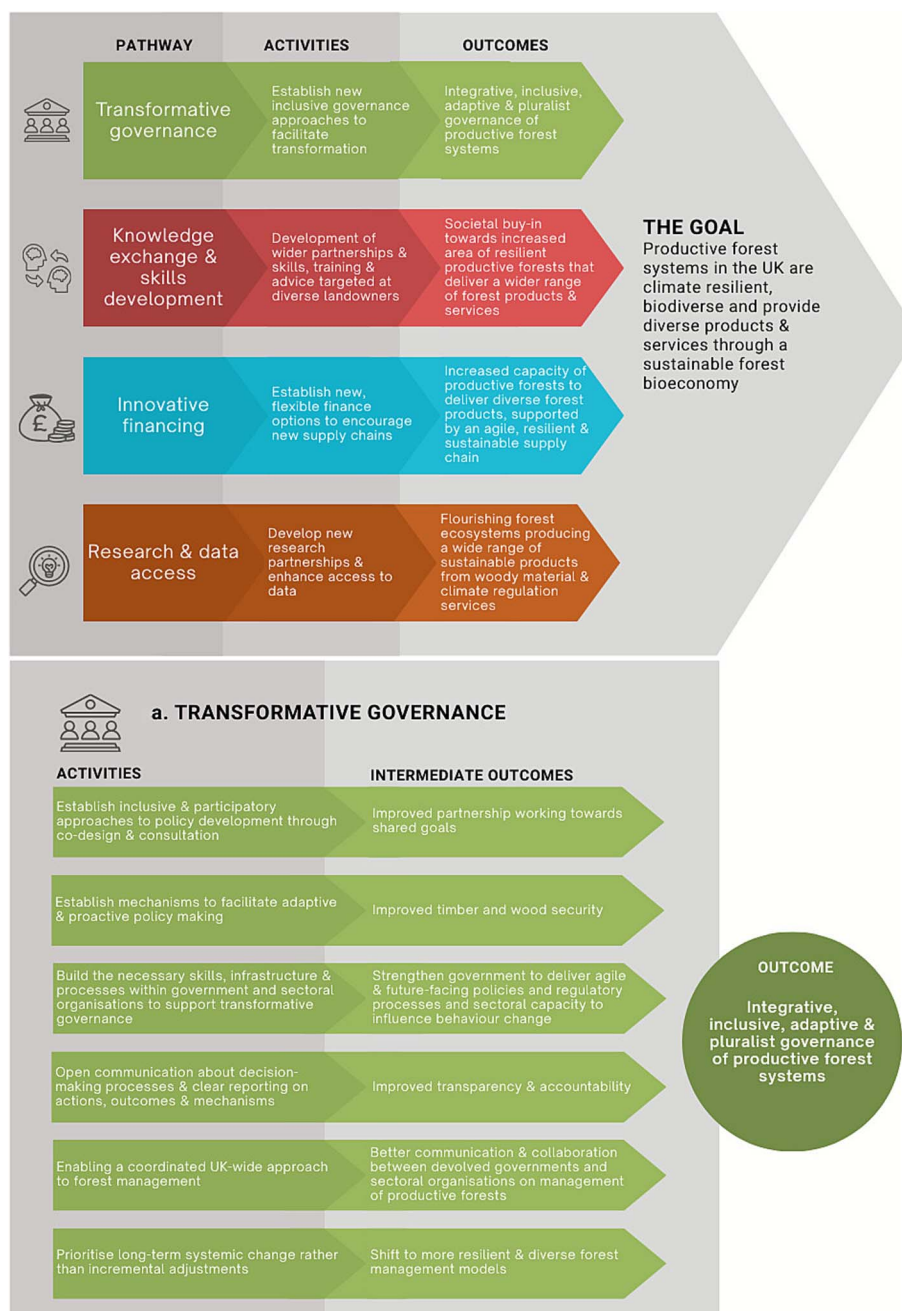 PATHWAY
ACTIVITIES
OUTCOMES
Transformative
governance
Establish new
inclusive governance
approaches to
facilitate
transformation
Integrative, inclusive,
adaptive & pluralist
governance of
productive forest
systems
Knowledge
exchange &
skills
development
Development of
wider partnerships &
skills, training &
advice targeted at
diverse landowners
Societal buy-in
towards increased
area of resilient
productive forests that
deliver a wider range
of forest products &
services
£
Innovative
financing
Establish new,
flexible finance
options to encourage
new supply chains
Increased capacity of
productive forests to
deliver diverse forest
products, supported
by an agile, resilient &
sustainable supply
chain
Research & data
access
Develop new
research
partnerships &
enhance access to
data
Flourishing forest
ecosystems producing
a wide range of
sustainable products
from woody material &
climate regulation
services
THE GOAL
Productive forest
systems in the UK are
climate resilient,
biodiverse and provide
diverse products &
services through a
sustainable forest
bioeconomy
a. TRANSFORMATIVE GOVERNANCE
ACTIVITIES
INTERMEDIATE OUTCOMES
Establish inclusive & participatory
approaches to policy development through
co-design & consultation
Improved partnership working towards
shared goals
Establish mechanisms to facilitate adaptive
& proactive policy making
Improved timber and wood security
Build the necessary skills, infrastructure &
processes within government and sectoral
organisations to support transformative
governance
Strengthen government to deliver agile
& future-facing policies and regulatory
processes and sectoral capacity to
influence behaviour change
Open communication about decision-
making processes & clear reporting on
actions, outcomes & mechanisms
Improved transparency & accountability
Enabling a coordinated UK-wide approach
to forest management
Better communication & collaboration
between devolved governments and
sectoral organisations on management
of productive forests
Prioritise long-term systemic change rather
than incremental adjustments
Shift to more resilient & diverse forest
management models
OUTCOME
Integrative,
inclusive, adaptive &
pluralist governance
of productive forest
systems